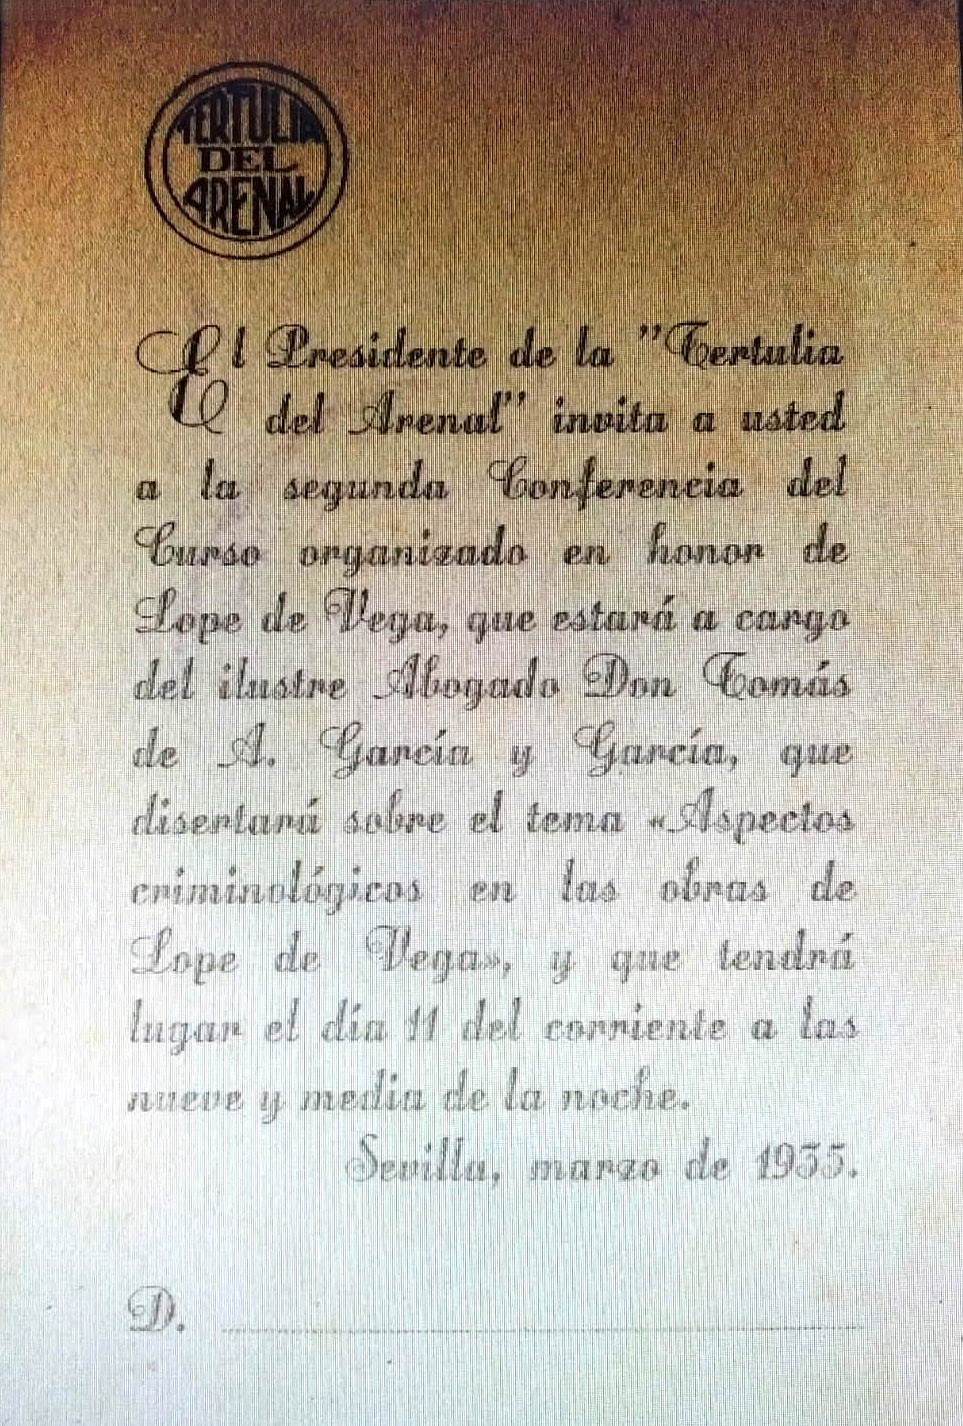 TERTULIA
DEL
ARENAL
El Presidente de la "Tertulia
del Arenal" invita a usted
a la segunda Conferencia del
Curso organizado en honor de
Lope de Vega, que estará a cargo
del ilustre Abogado Don Tomás
de A. García y García, que
disertará sobre el tema «Aspectos
criminológicos en las obras de
Lope de Vega», y que tendrá
lugar el día 11 del corriente a las
nueve y media de la noche.
Sevilla, marzo de 1935.
D.